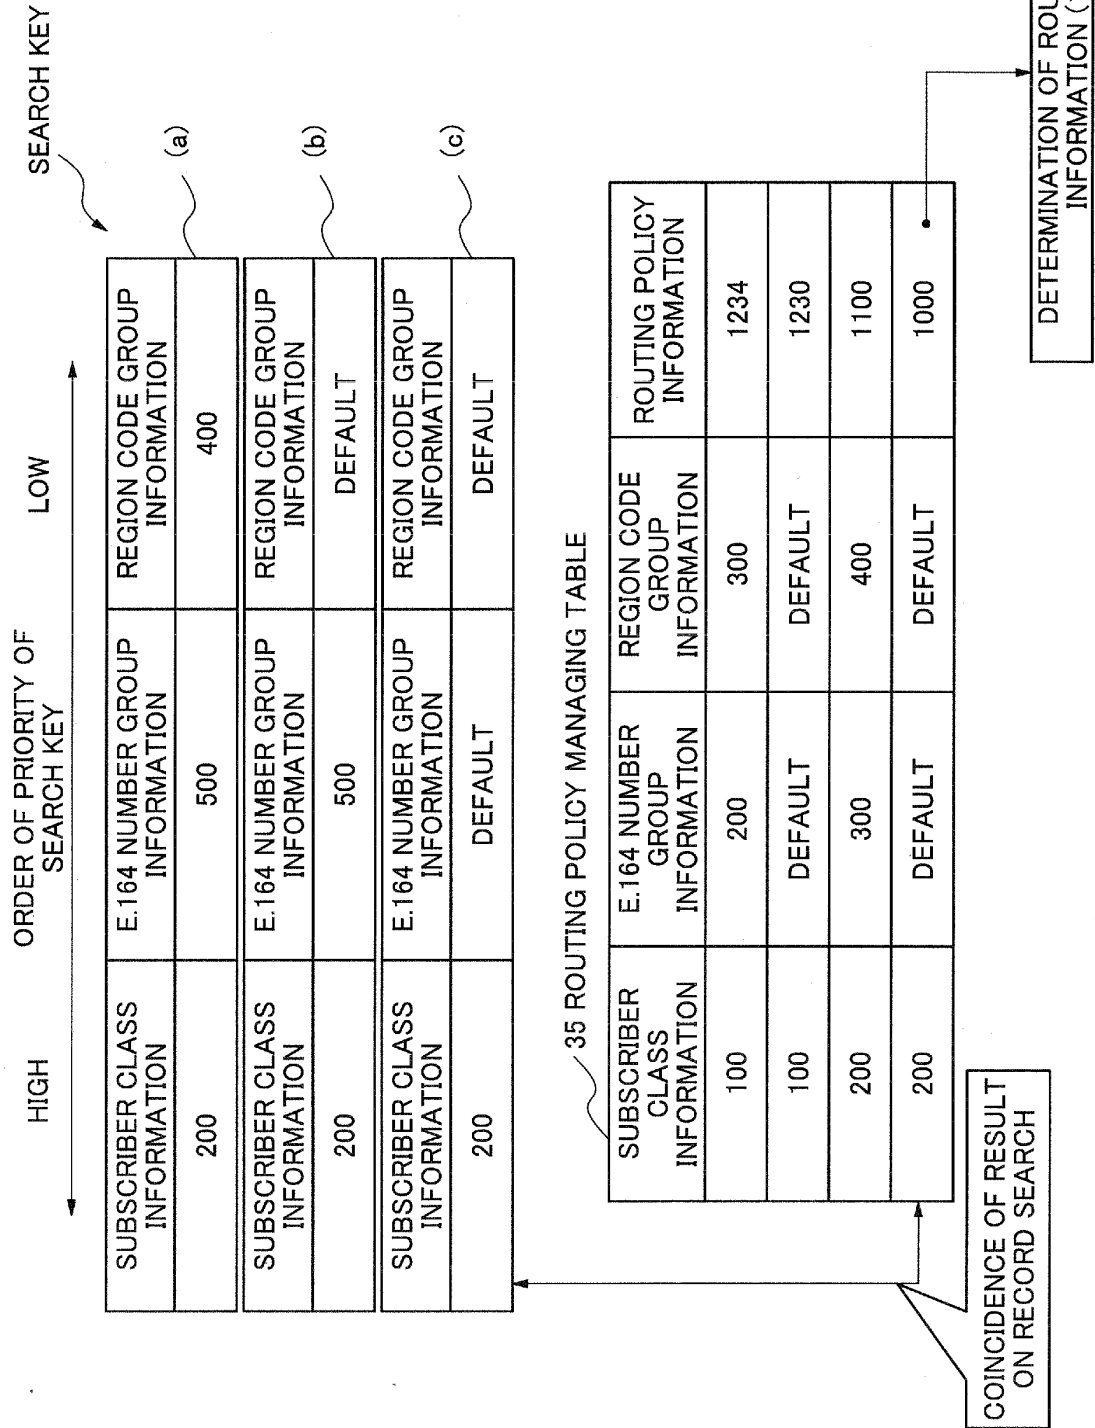 SEARCH KEY
ORDER OF PRIORITY OF
SEARCH KEY
HIGH
LOW
SUBSCRIBER CLASS
INFORMATION
E.164 NUMBER GROUP
INFORMATION
REGION CODE GROUP
INFORMATION
200
500
400
(a)
SUBSCRIBER CLASS
INFORMATION
E.164 NUMBER GROUP
INFORMATION
REGION CODE GROUP
INFORMATION
200
500
DEFAULT
(b)
SUBSCRIBER CLASS
INFORMATION
E.164 NUMBER GROUP
INFORMATION
REGION CODE GROUP
INFORMATION
200
DEFAULT
DEFAULT
(c)
35 ROUTING POLICY MANAGING TABLE
SUBSCRIBER
CLASS
INFORMATION
E.164 NUMBER
GROUP
INFORMATION
REGION CODE
GROUP
INFORMATION
ROUTING POLICY
INFORMATION
100
200
300
1234
100
DEFAULT
DEFAULT
1230
200
300
400
1100
200
DEFAULT
DEFAULT
1000
COINCIDENCE OF RESULT
ON RECORD SEARCH
DETERMINATION OF
INFORMATION